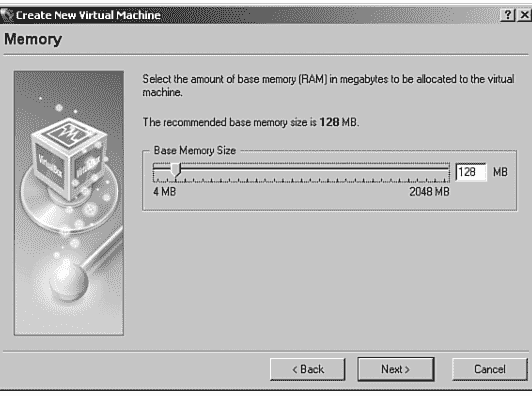 Create New Virtual Machine
Memory
Select the amount of base memory (RAM) in megabytes to be allocated to the virtual
machine.
The recommended base memory size is 128 MB.
Base Memory Size
128 MB
4 MB 2048 MB
VirtualBox
< Back Next > Cancel